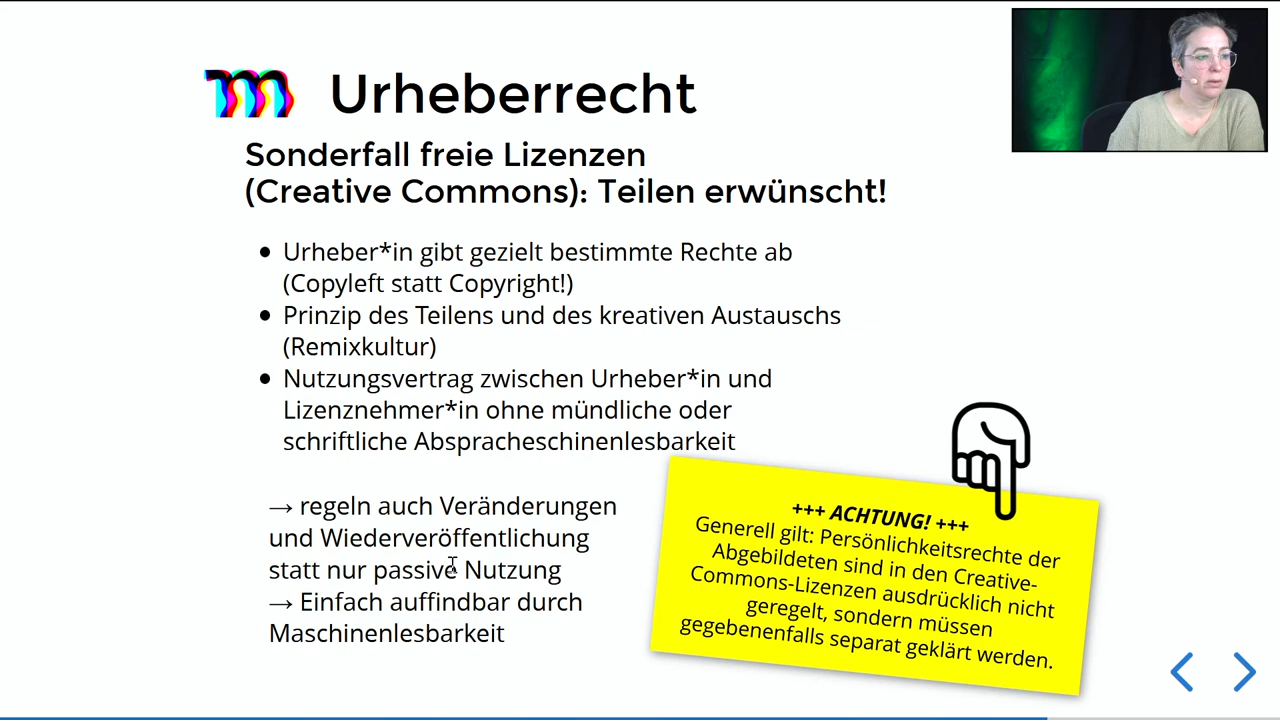 m Urheberrecht
Sonderfall freie Lizenzen
(Creative Commons): Teilen erwünscht!
• Urheber*in gibt gezielt bestimmte Rechte ab
(Copyleft statt Copyright!)
• Prinzip des Teilens und des kreativen Austauschs
(Remixkultur)
• Nutzungsvertrag zwischen Urheber*in und
Lizenznehmer*in ohne mündliche oder
schriftliche Abspracheschinenlesbarkeit
→ regeln auch Veränderungen
und Wiederveröffentlichung
statt nur passive Nutzung
→ Einfach auffindbar durch
Maschinenlesbarkeit
+++ ACHTUNG! +++
Generell gilt: Persönlichkeitsrechte der
Abgebildeten sind in den Creative-
Commons-Lizenzen ausdrücklich nicht
geregelt, sondern müssen
gegebenenfalls separat geklärt werden.